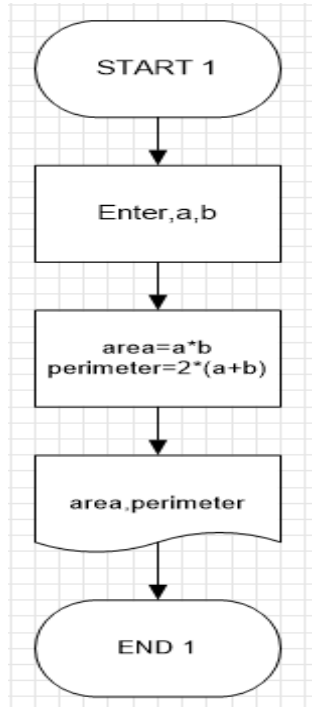 START 1
Enter,a,b
area=a*b
perimeter=2*(a+b)
area,perimeter
END 1